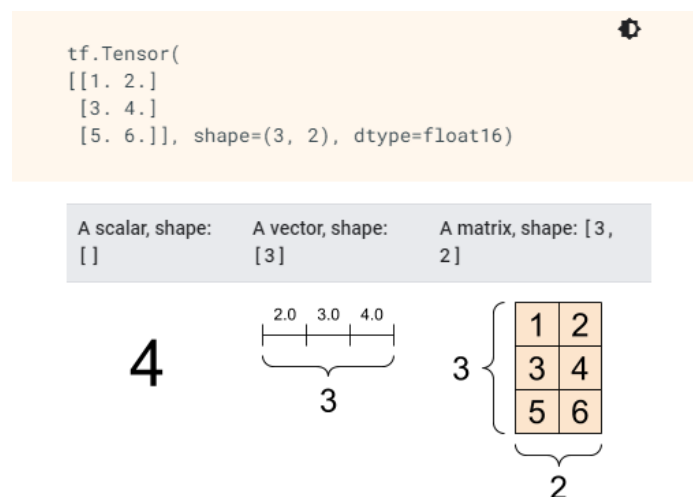 tf.Tensor(
[[1. 2.]
 [3. 4.]
 [5. 6.]], shape=(3, 2), dtype=float16)
A scalar, shape:
[]
A vector, shape:
[3]
A matrix, shape: [3,
2]
4
2.0 3.0 4.0
3
3
1 2
3 4
5 6
2